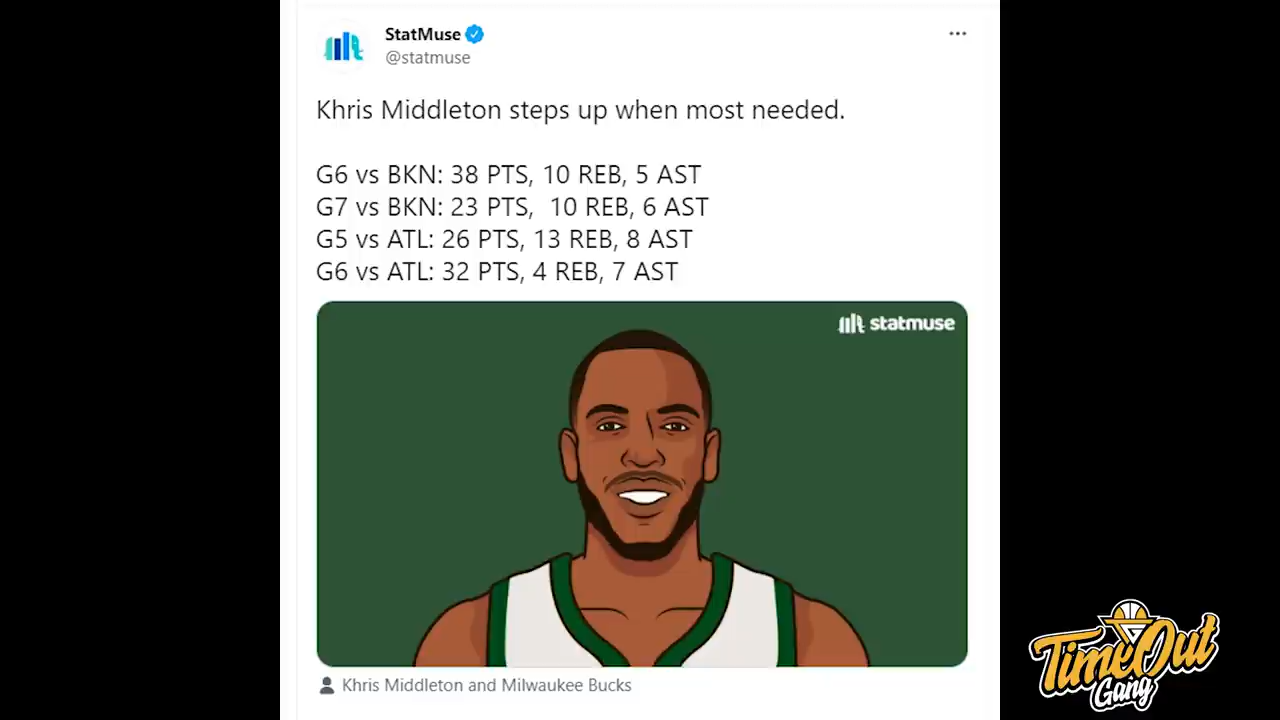 StatMuse
@statmuse
Khris Middleton steps up when most needed.
G6 vs BKN: 38 PTS, 10 REB, 5 AST
G7 vs BKN: 23 PTS,  10 REB, 6 AST
G5 vs ATL: 26 PTS, 13 REB, 8 AST
G6 vs ATL: 32 PTS, 4 REB, 7 AST
statmuse
Khris Middleton and Milwaukee Bucks
TimeOut
Gang